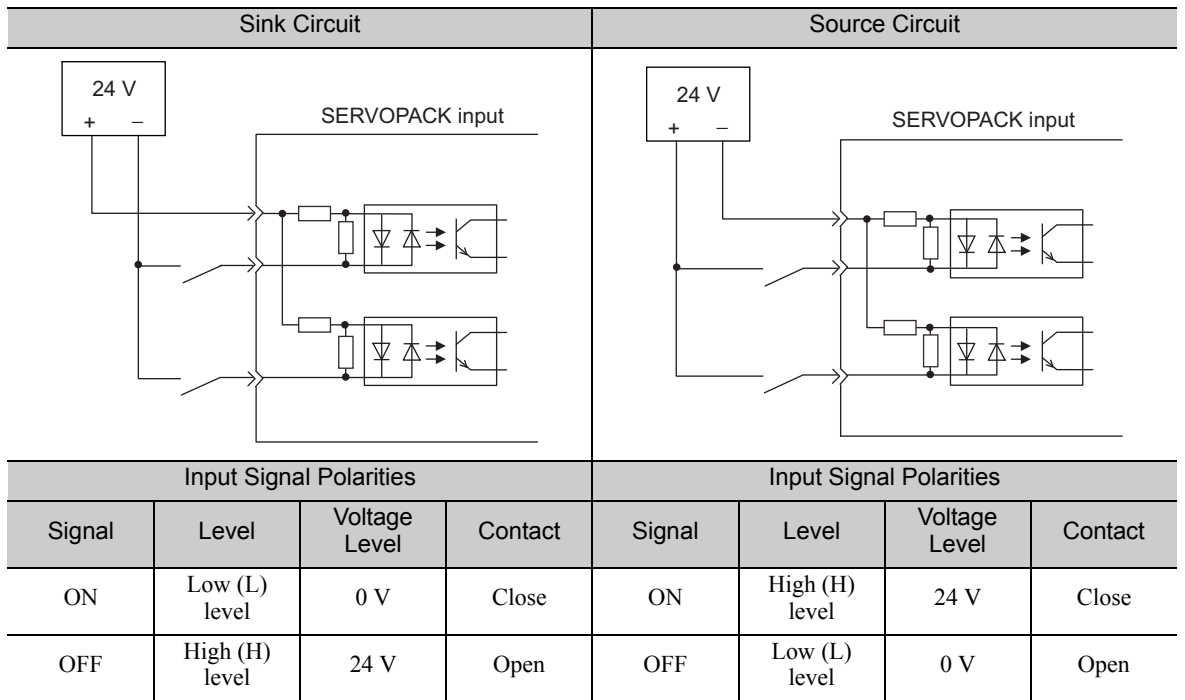 Sink Circuit
Source Circuit
24 V
+ −
SERVOPACK input
24 V
+ −
SERVOPACK input
Input Signal Polarities
Input Signal Polarities
Signal Level Voltage Level Contact Signal Level Voltage Level Contact
ON Low (L) level 0 V Close ON High (H) level 24 V Close
OFF High (H) level 24 V Open OFF Low (L) level 0 V Open